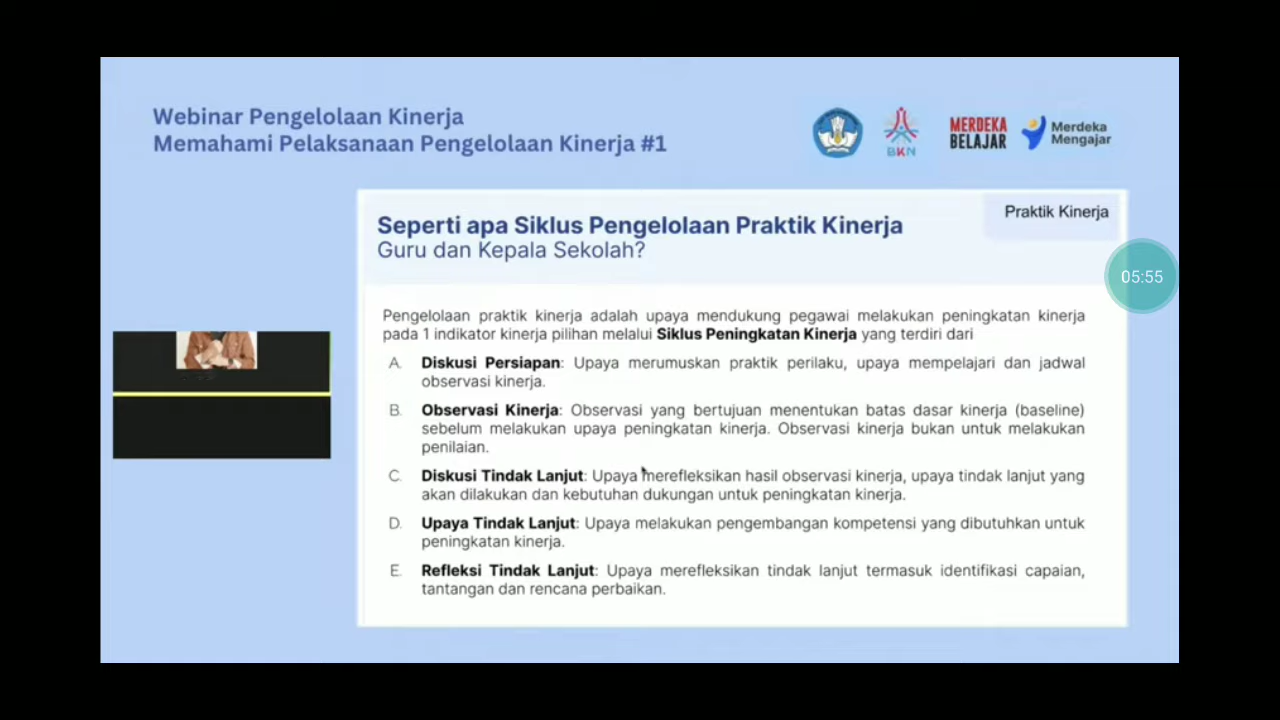 Webinar Pengelolaan Kinerja
Memahami Pelaksanaan Pengelolaan Kinerja #1
BKN
MERDEKA
BELAJAR
Merdeka
Mengajar
Praktik Kinerja
Seperti apa Siklus Pengelolaan Praktik Kinerja
Guru dan Kepala Sekolah?
05:55
Pengelolaan praktik kinerja adalah upaya mendukung pegawai melakukan peningkatan kinerja
pada 1 indikator kinerja pilihan melalui Siklus Peningkatan Kinerja yang terdiri dari
A. Diskusi Persiapan: Upaya merumuskan praktik perilaku, upaya mempelajari dan jadwal
observasi kinerja.
B. Observasi Kinerja: Observasi yang bertujuan menentukan batas dasar kinerja (baseline)
sebelum melakukan upaya peningkatan kinerja. Observasi kinerja bukan untuk melakukan
penilaian.
C. Diskusi Tindak Lanjut: Upaya merefleksikan hasil observasi kinerja, upaya tindak lanjut yang
akan dilakukan dan kebutuhan dukungan untuk peningkatan kinerja.
D. Upaya Tindak Lanjut: Upaya melakukan pengembangan kompetensi yang dibutuhkan untuk
peningkatan kinerja.
E. Refleksi Tindak Lanjut: Upaya merefleksikan tindak lanjut termasuk identifikasi capaian,
tantangan dan rencana perbaikan.